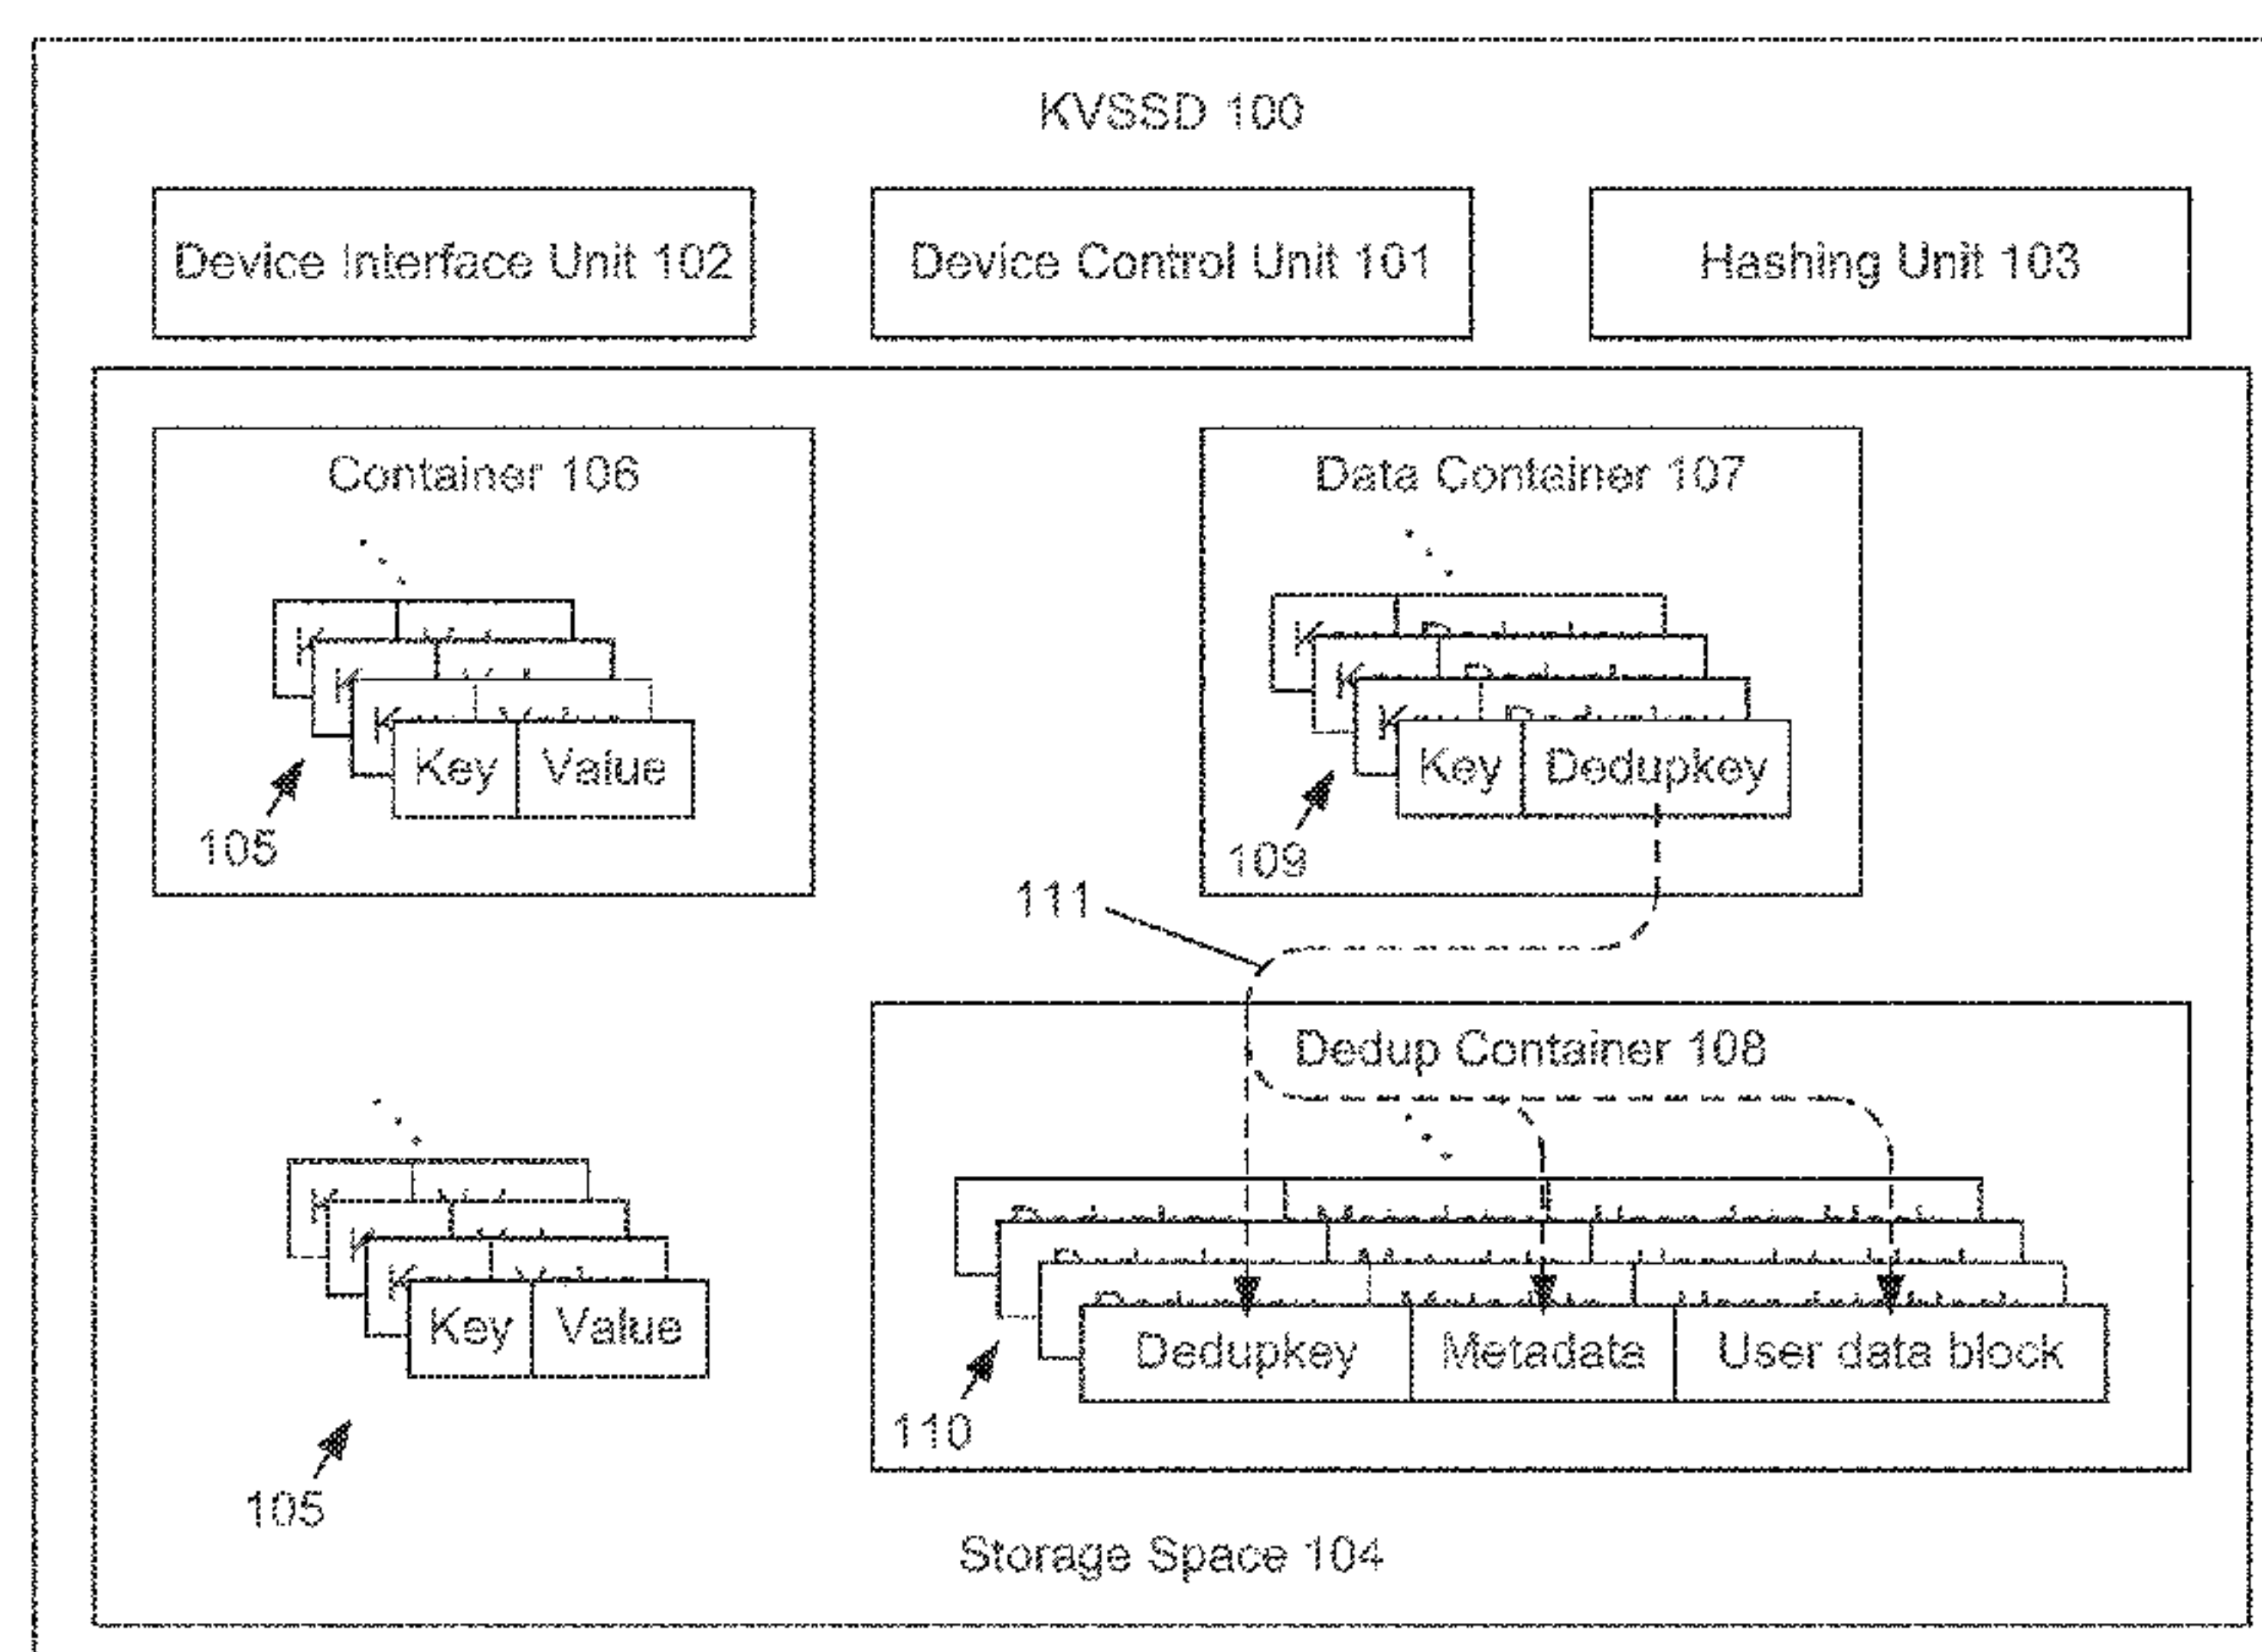 KVSSD 100
Device Interface Unit 102
Device Control Unit 101
Hashing Unit 103
Container 106
Key Value
105
Data Container 107
Key Dedupkey
109
111
Dedup Container 108
Dedupkey Metadata User data block
110
Key Value
105
Storage Space 104